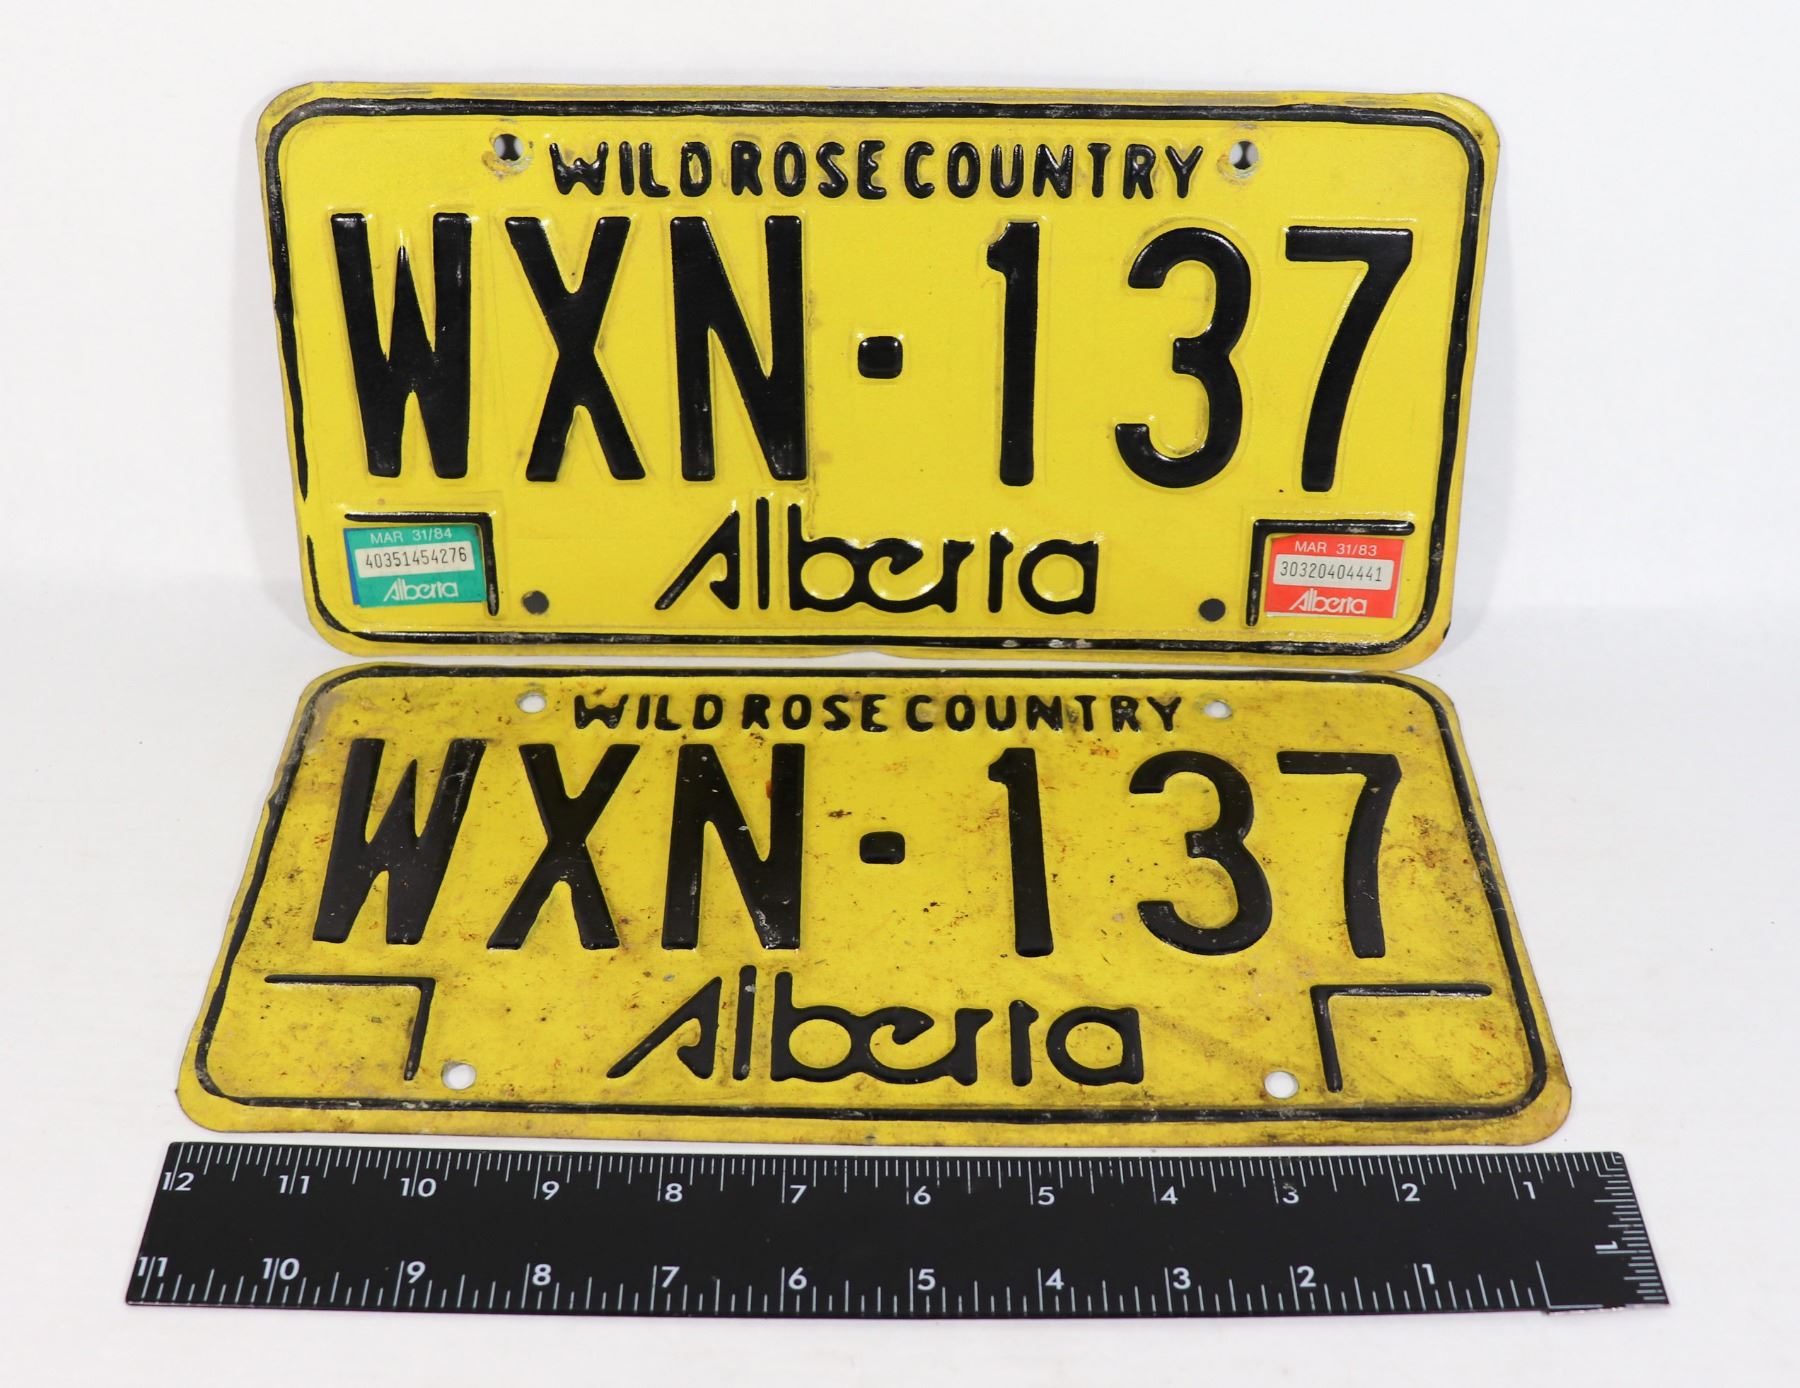 WILD ROSE COUNTRY
WXN·137
MAR 31/84
40351454276
Alberta
Alberta
MAR 31/83
30320404441
Alberta
WILD ROSE COUNTRY
WXN·137
Alberta
12 11 10 9 8 7 6 5 4 3 2 1
1
11 10 9 8 7 6 5 4 3 2 1